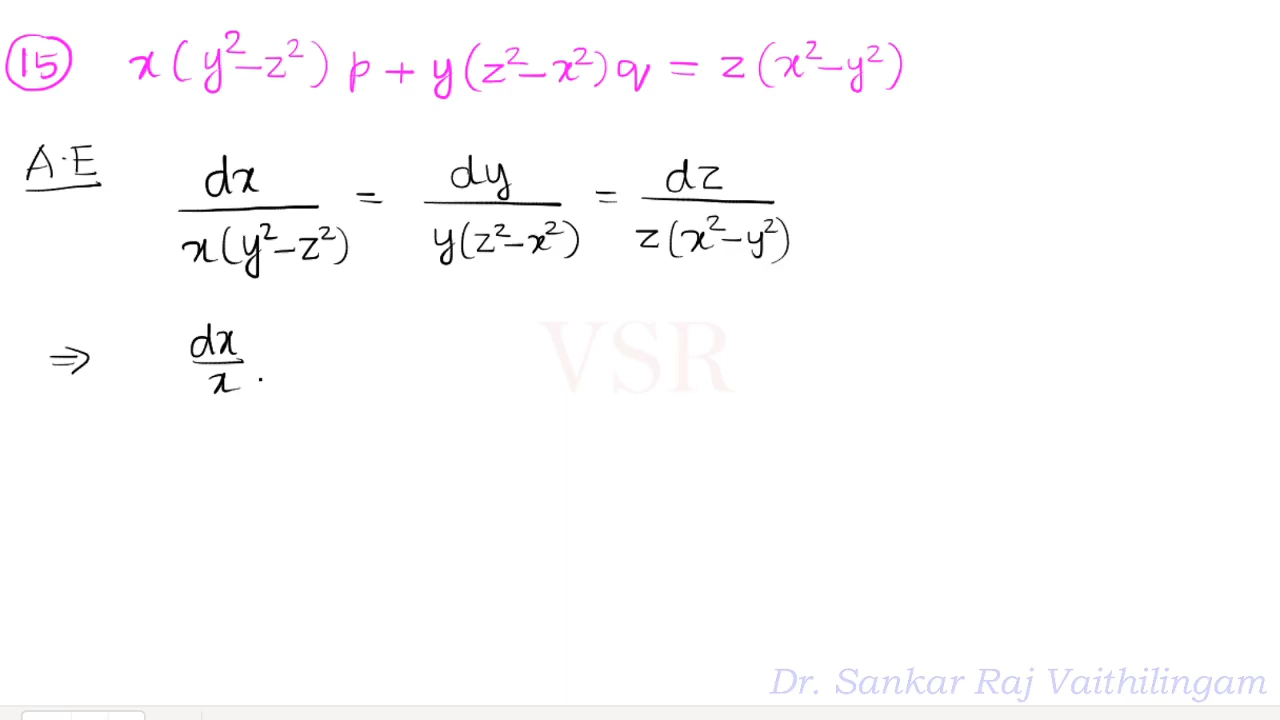 15 x(y²-z²)p + y(z²-x²)q = z(x²-y²)
A.E dx/x(y²-z²) = dy/y(z²-x²) = dz/z(x²-y²)
⇒ dx/x .
VSR
Dr. Sankar Raj Vaithilingam